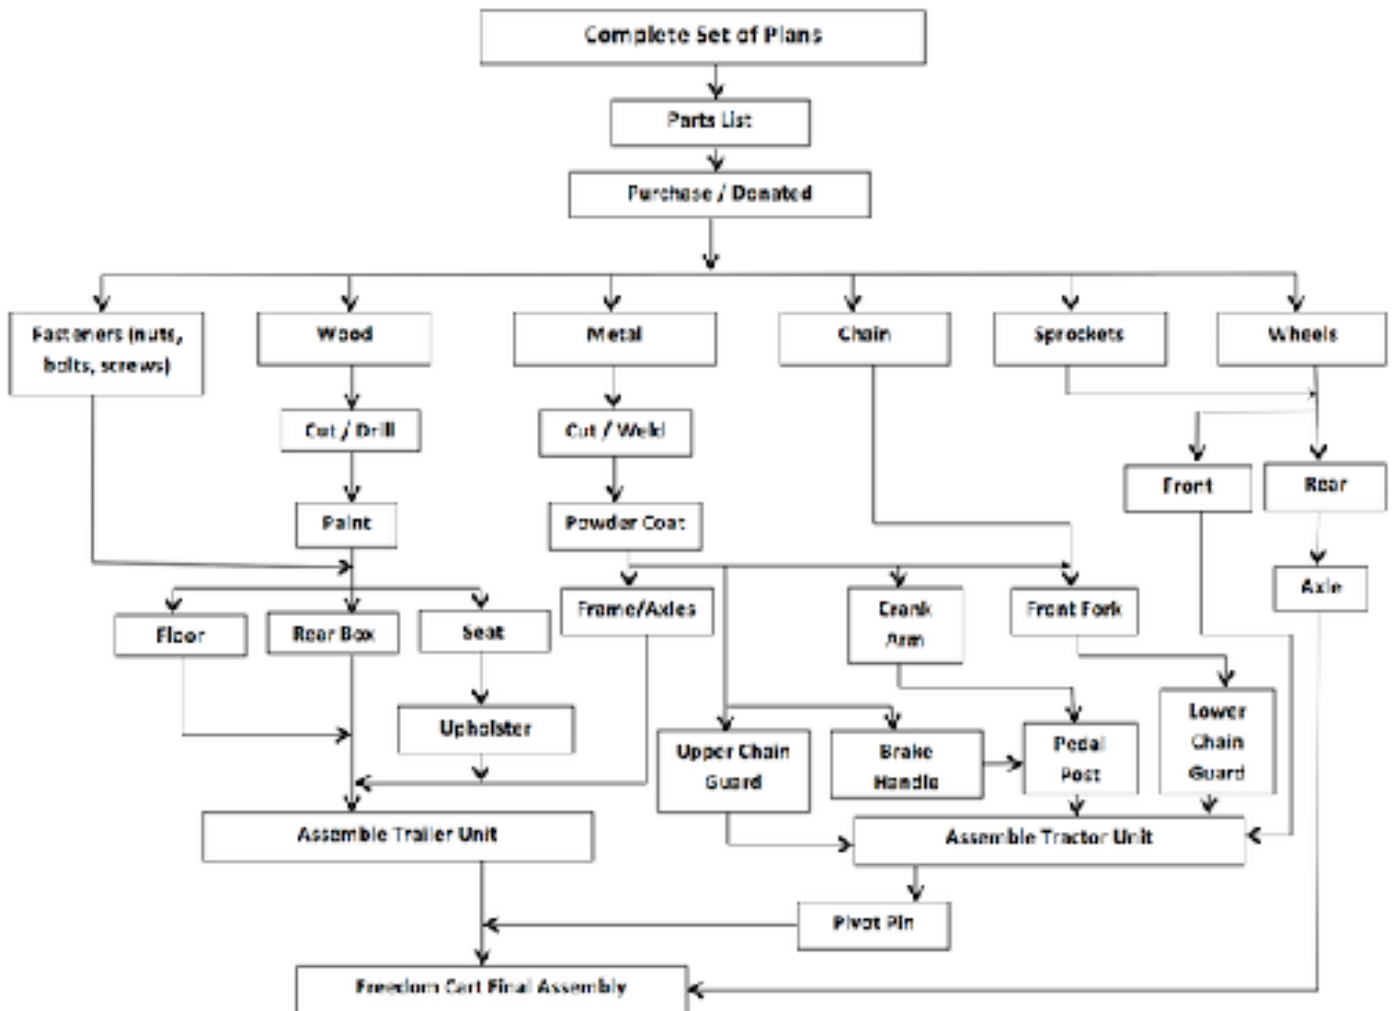 Complete Set of Plans
Parts List
Purchase / Donated
Fasteners (nuts,
bolts, screws)
Wood
Metal
Chain
Sprockets
Wheels
Cut / Drill
Cut / Weld
Front
Rear
Paint
Powder Coat
Axle
Floor
Rear Box
Seat
Frame/Axles
Crank
Arm
Front Fork
Upholster
Upper Chain
Guard
Brake
Handle
Pedal
Post
Lower
Chain
Guard
Assemble Trailer Unit
Assemble Tractor Unit
Pivot Pin
Freedom Cart Final Assembly